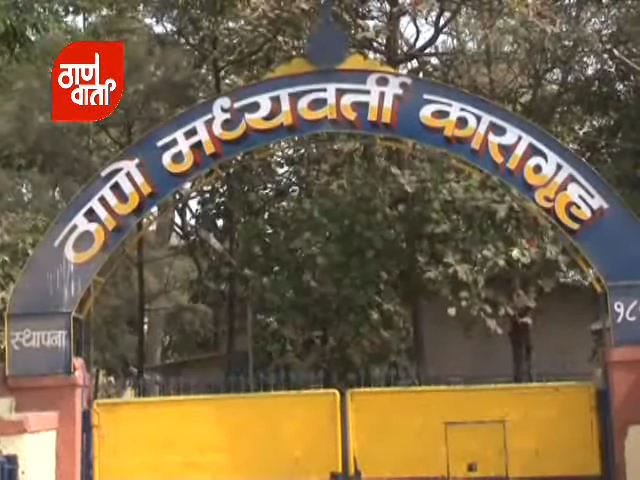 ठाणे
वार्ता
ठाणे मध्यवर्ती कारागृह
स्थापना
१८